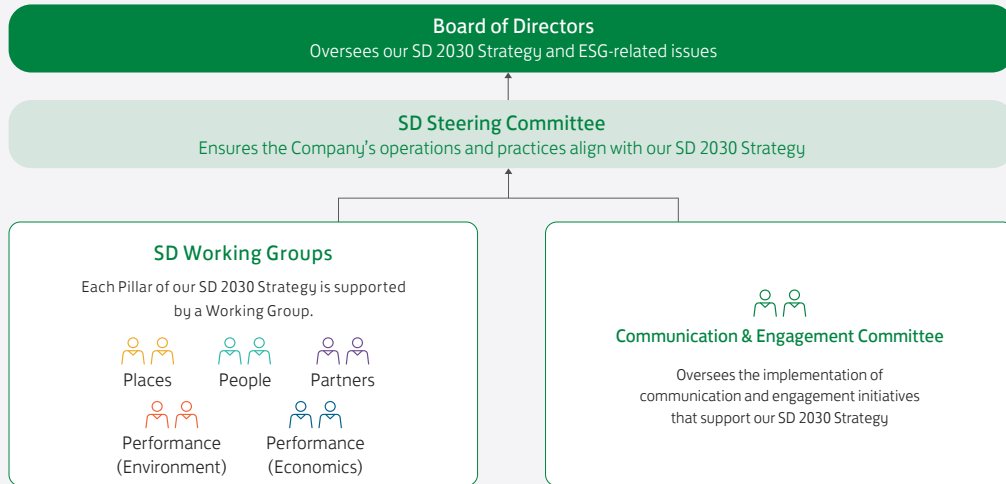 Board of Directors
Oversees our SD 2030 Strategy and ESG-related issues
SD Steering Committee
Ensures the Company's operations and practices align with our SD 2030 Strategy
SD Working Groups
Each Pillar of our SD 2030 Strategy is supported
by a Working Group.
Places People Partners
Performance
(Environment)
Performance
(Economics)
Communication & Engagement Committee
Oversees the implementation of
communication and engagement initiatives
that support our SD 2030 Strategy